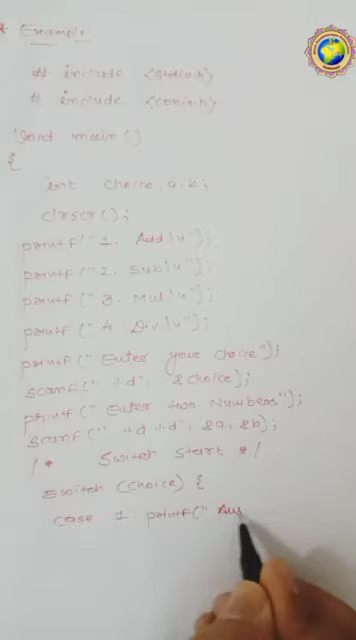 * Example
# include <stdio.h>
# include <conio.h>
Void main()
{
int choice, a, b;
clrscr();
printf("1. Add\n");
printf("2. Sub\n");
printf("3. Mul\n");
printf("4 Div\n");
printf("Enter your choice");
scanf("%d", &choice);
printf("Enter two Numbers");
scanf("%d %d", &a, &b);
/* Switch start */
switch (choice) {
case 1: printf("